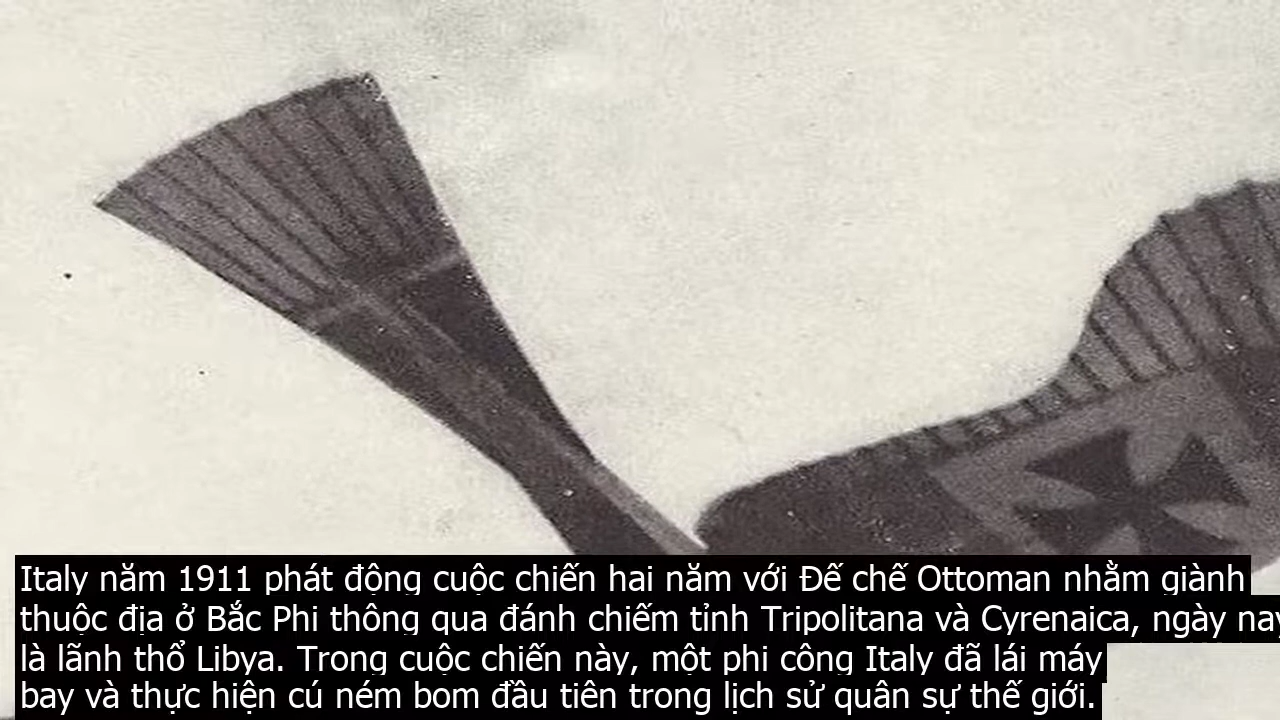 Italy năm 1911 phát động cuộc chiến hai năm với Đế chế Ottoman nhằm giành
thuộc địa ở Bắc Phi thông qua đánh chiếm tỉnh Tripolitana và Cyrenaica, ngày nay
là lãnh thổ Libya. Trong cuộc chiến này, một phi công Italy đã lái máy
bay và thực hiện cú ném bom đầu tiên trong lịch sử quân sự thế giới.